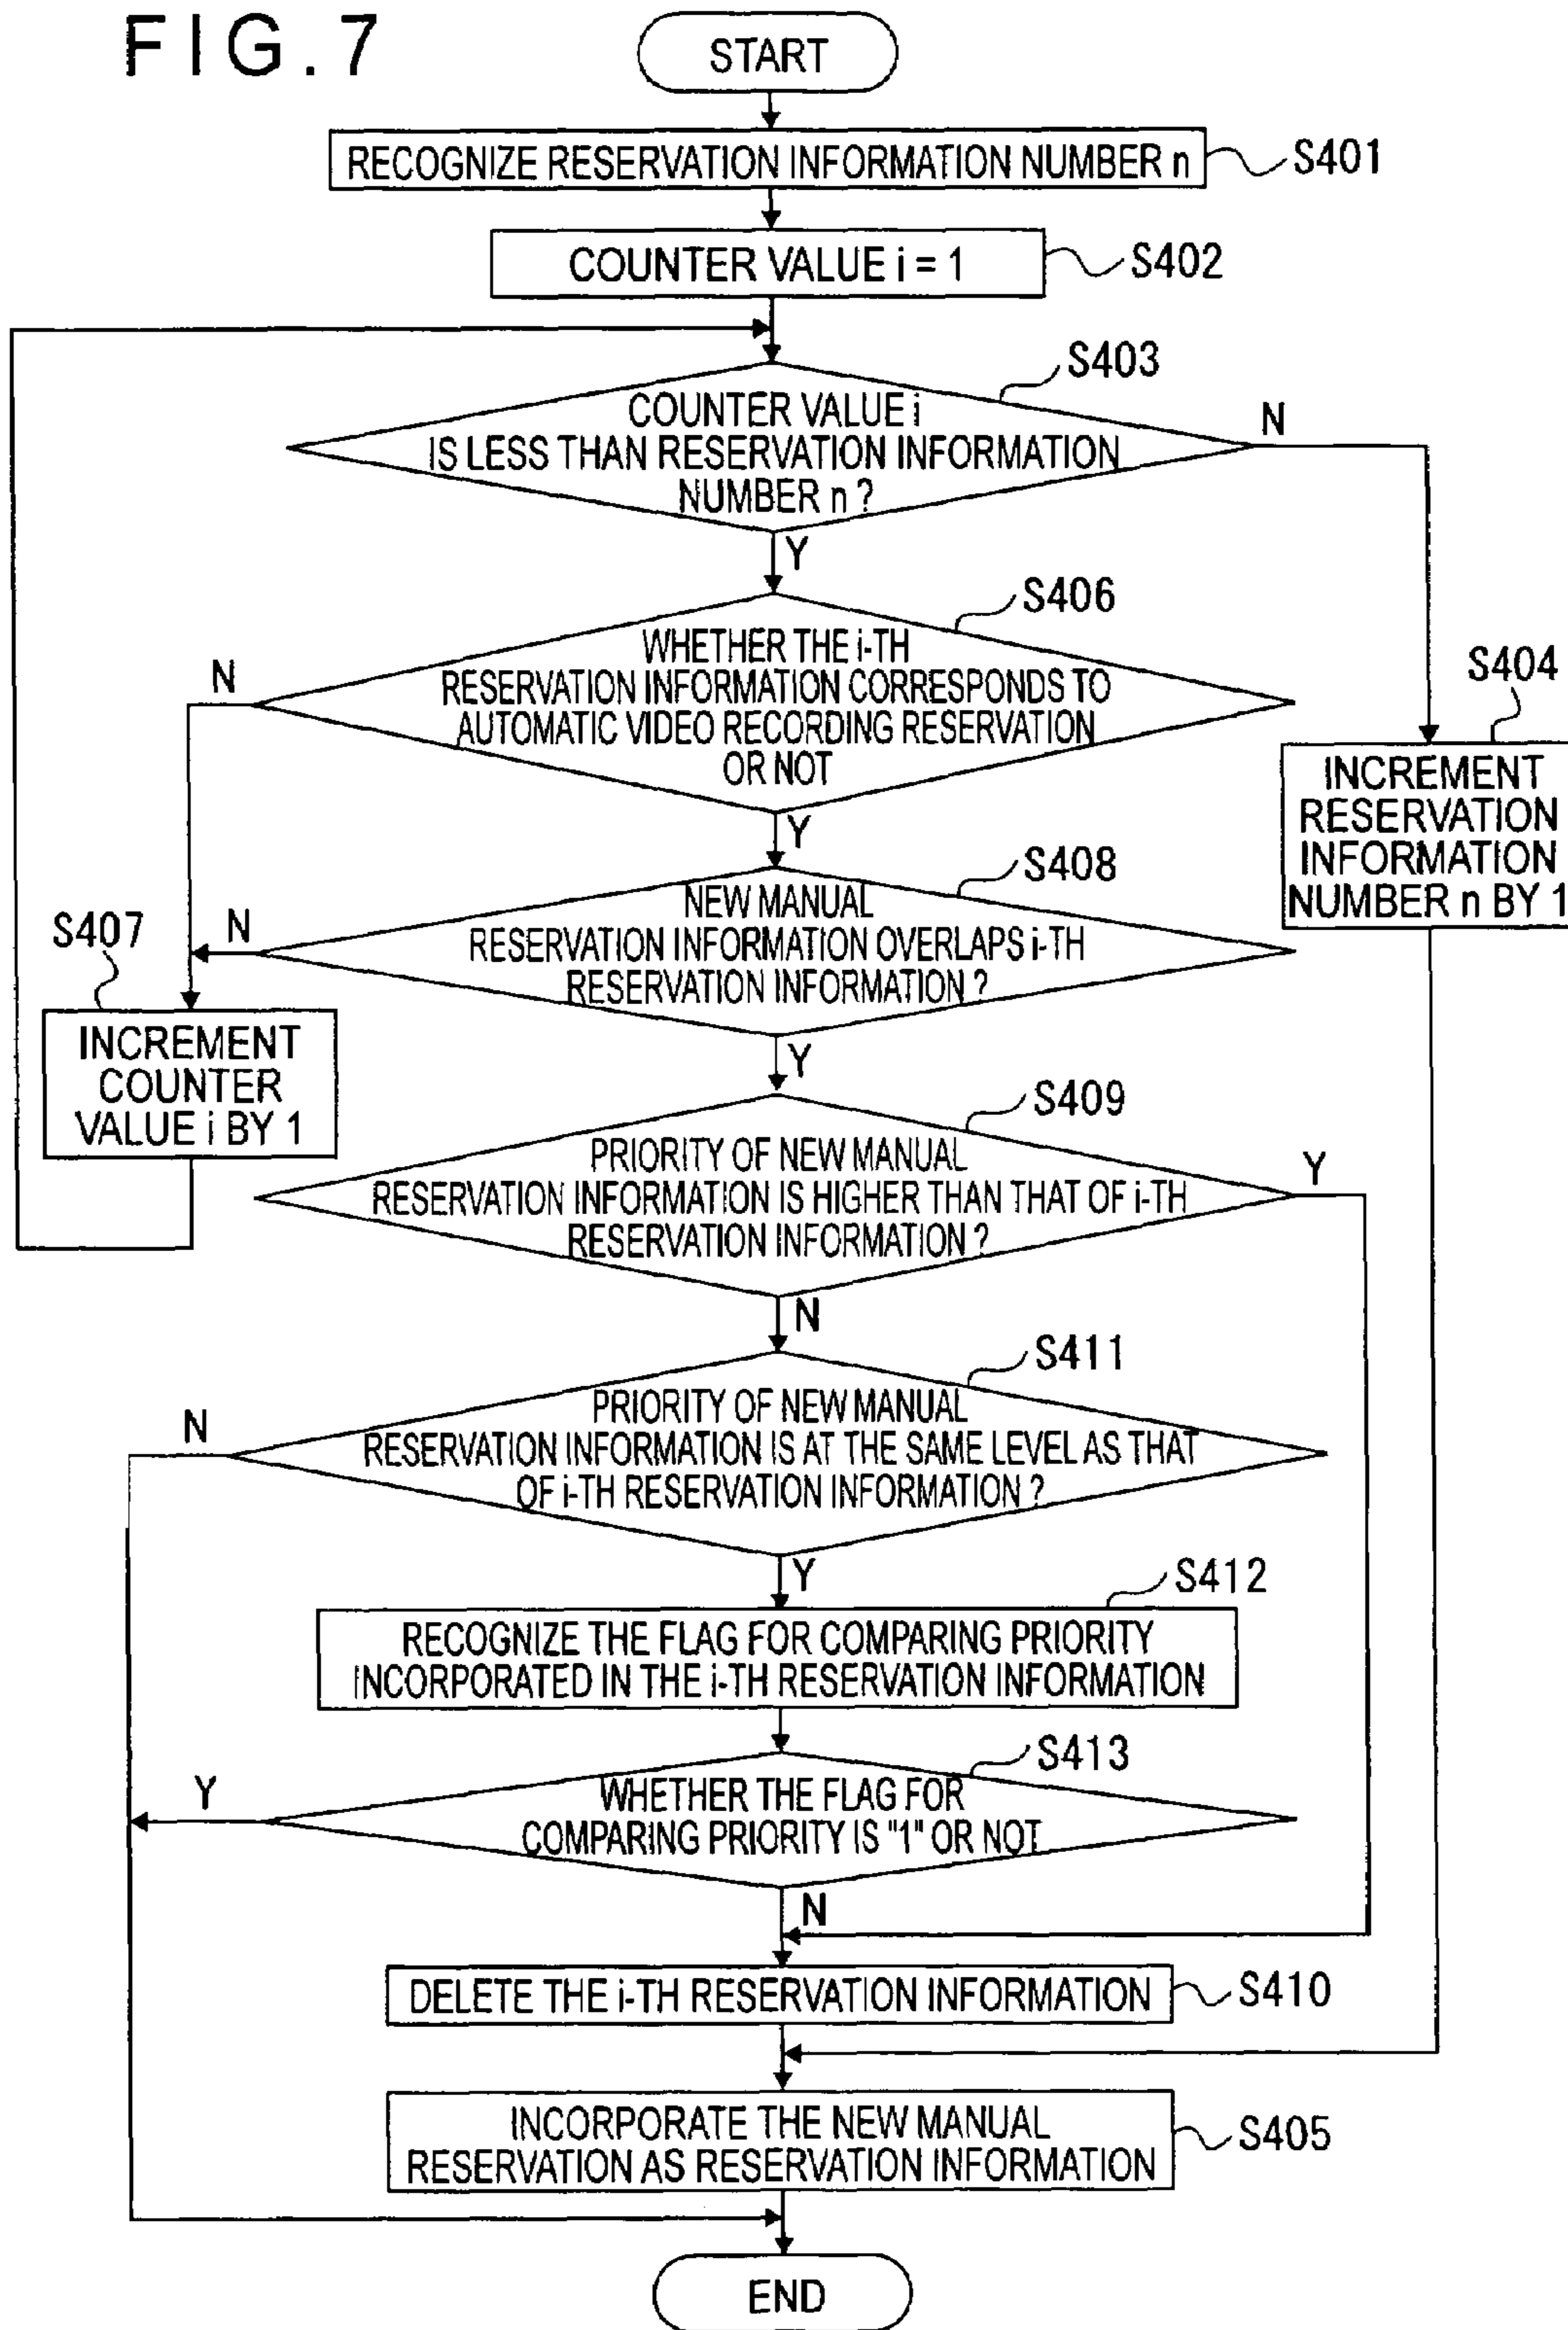 FIG.7
START
RECOGNIZE RESERVATION INFORMATION NUMBER n
S401
COUNTER VALUE i = 1
S402
S403
COUNTER VALUE i
IS LESS THAN RESERVATION INFORMATION
NUMBER n ?
N
Y
S406
WHETHER THE i-TH
RESERVATION INFORMATION CORRESPONDS TO
AUTOMATIC VIDEO RECORDING RESERVATION
OR NOT
N
Y
S404
INCREMENT
RESERVATION
INFORMATION
NUMBER n BY 1
S408
NEW MANUAL
RESERVATION INFORMATION OVERLAPS i-TH
RESERVATION INFORMATION ?
N
Y
S407
INCREMENT
COUNTER
VALUE i BY 1
S409
PRIORITY OF NEW MANUAL
RESERVATION INFORMATION IS HIGHER THAN THAT OF i-TH
RESERVATION INFORMATION ?
Y
N
S411
PRIORITY OF NEW MANUAL
RESERVATION INFORMATION IS AT THE SAME LEVEL AS THAT
OF i-TH RESERVATION INFORMATION ?
N
Y
S412
RECOGNIZE THE FLAG FOR COMPARING PRIORITY
INCORPORATED IN THE i-TH RESERVATION INFORMATION
S413
WHETHER THE FLAG FOR
COMPARING PRIORITY IS "1" OR NOT
Y
N
DELETE THE i-TH RESERVATION INFORMATION
S410
INCORPORATE THE NEW MANUAL
RESERVATION AS RESERVATION INFORMATION
S405
END